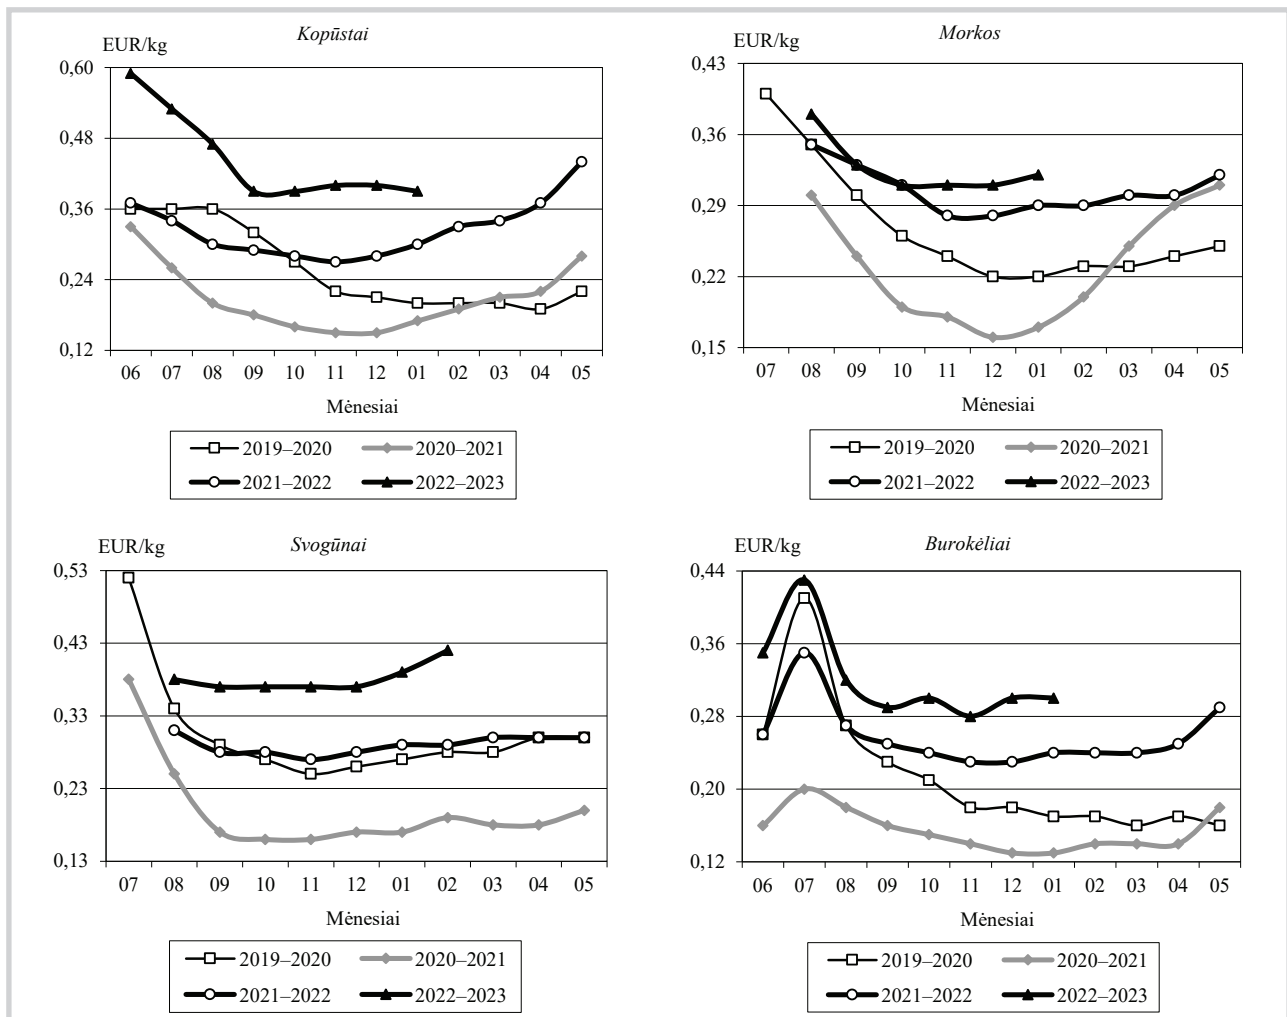 Kopūstai
EUR/kg
0,60
0,48
0,36
0,24
0,12
06 07 08 09 10 11 12 01 02 03 04 05
Mėnesiai
2019–2020 2020–2021
2021–2022 2022–2023
Morkos
EUR/kg
0,43
0,36
0,29
0,22
0,15
07 08 09 10 11 12 01 02 03 04 05
Mėnesiai
2019–2020 2020–2021
2021–2022 2022–2023
Svogūnai
EUR/kg
0,53
0,43
0,33
0,23
0,13
07 08 09 10 11 12 01 02 03 04 05
Mėnesiai
2019–2020 2020–2021
2021–2022 2022–2023
Burokėliai
EUR/kg
0,44
0,36
0,28
0,20
0,12
06 07 08 09 10 11 12 01 02 03 04 05
Mėnesiai
2019–2020 2020–2021
2021–2022 2022–2023